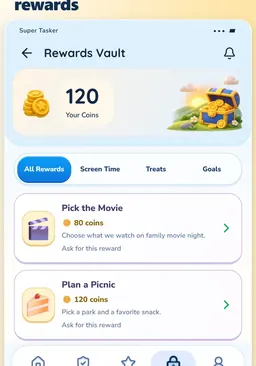 rewards
Super Tasker
Rewards Vault
120
Your Coins
All Rewards
Screen Time
Treats
Goals
Pick the Movie
80 coins
Choose what we watch on family movie night.
Ask for this reward
Plan a Picnic
120 coins
Pick a park and a favorite snack.
Ask for this reward